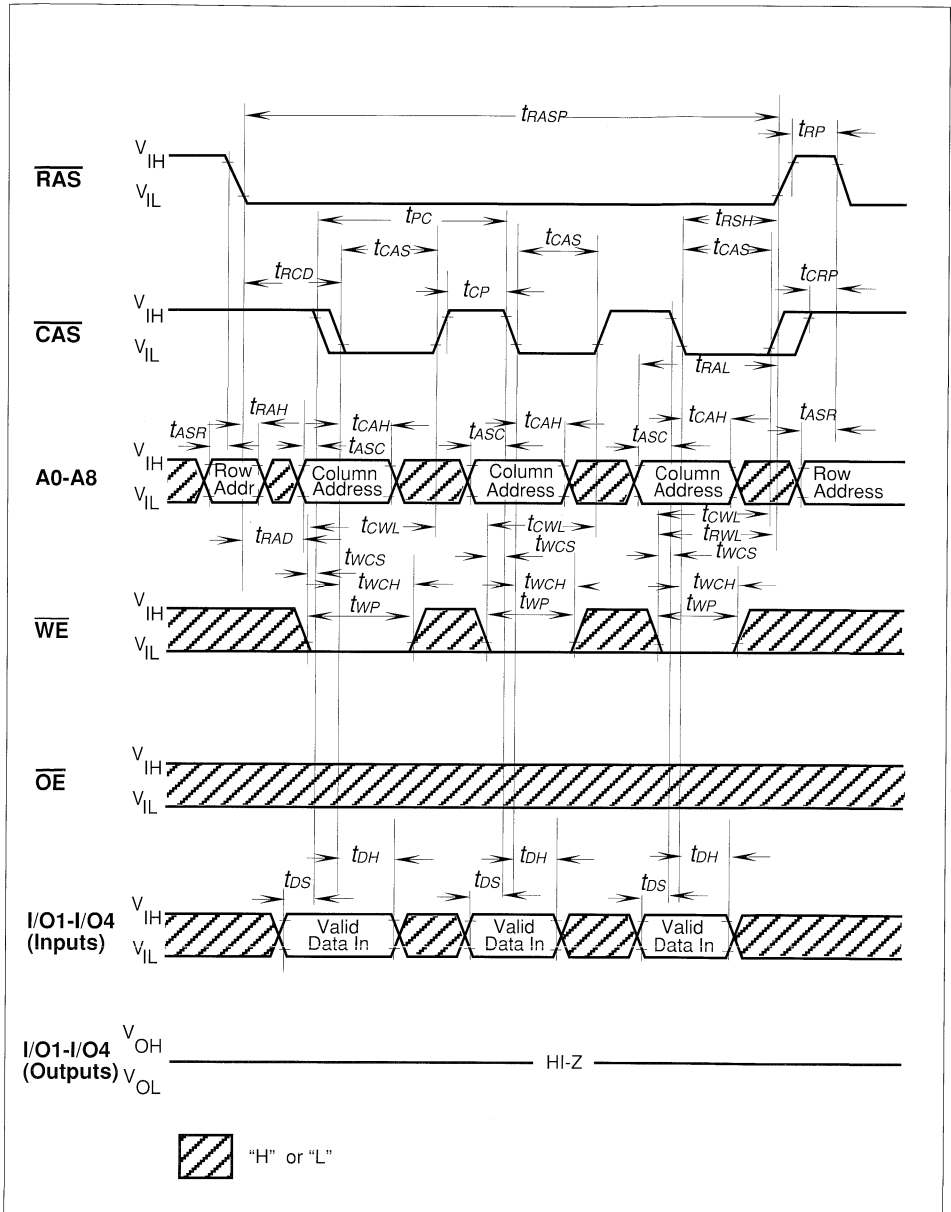 tRASP
tRP
VIH
RAS
VIL
tPC
tRSH
tCAS
tCAS
tCAS
tRCD
tCP
tCRP
VIH
CAS
VIL
tRAL
tRAH
tCAH
tCAH
tCAH
tASR
tASR
tASC
tASC
tASC
VIH
A0-A8
VIL
Row Addr
Column Address
Column Address
Column Address
Row Address
tCWL
tCWL
tCWL
tRAD
tRWL
tWCS
tWCS
tWCS
tWCH
tWCH
tWCH
tWP
tWP
tWP
VIH
WE
VIL
VIH
OE
VIL
tDH
tDH
tDH
tDS
tDS
tDS
I/O1-I/O4
(Inputs)
VIH
VIL
Valid
Data In
Valid
Data In
Valid
Data In
I/O1-I/O4
(Outputs)
VOH
VOL
HI-Z
"H" or "L"